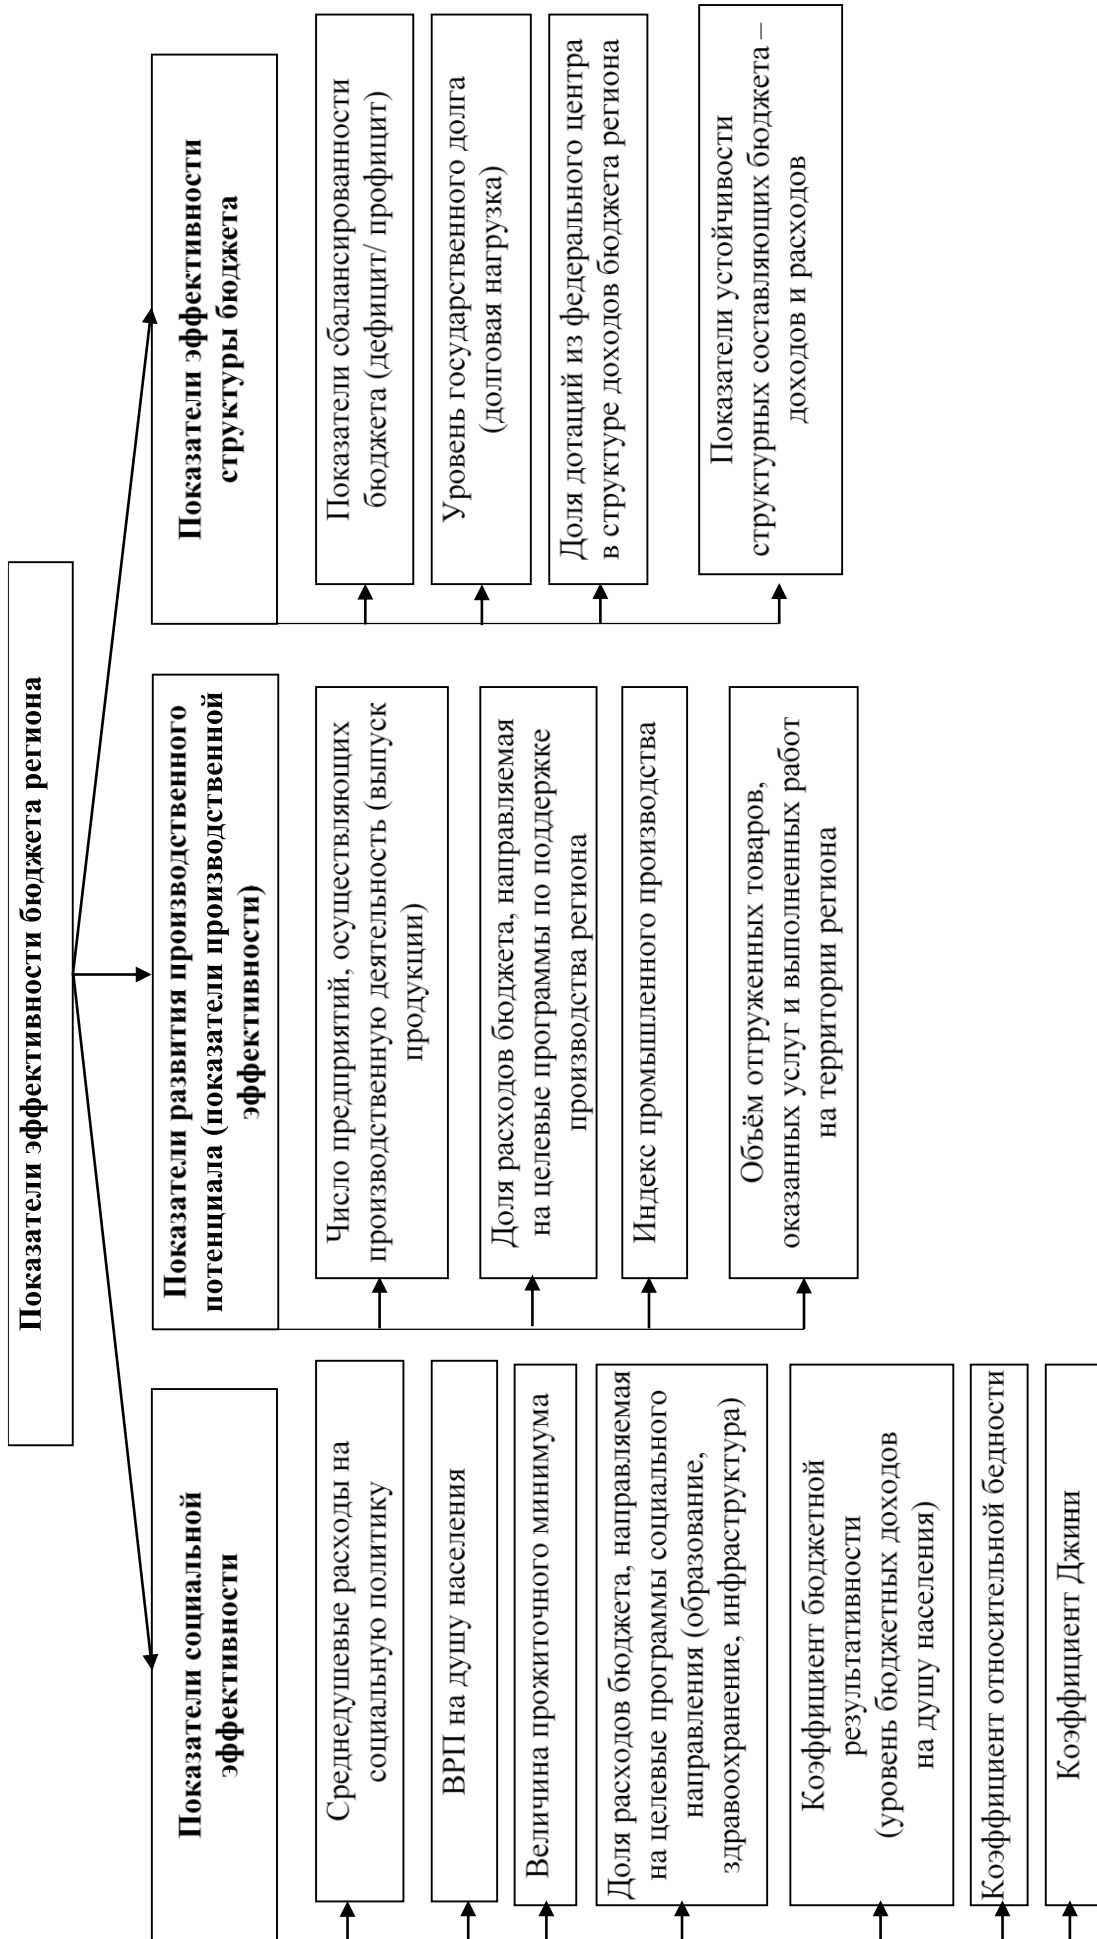 Показатели эффективности бюджета региона
Показатели социальной
эффективности
Среднедушевые расходы на
социальную политику
ВРП на душу населения
Величина прожиточного минимума
Доля расходов бюджета, направляемая
на целевые программы социального
направления (образование,
здравоохранение, инфраструктура)
Коэффициент бюджетной
результативности
(уровень бюджетных доходов
на душу населения)
Коэффициент относительной бедности
Коэффициент Джини
Показатели развития производственного
потенциала (показатели производственной
эффективности)
Число предприятий, осуществляющих
производственную деятельность (выпуск
продукции)
Доля расходов бюджета, направляемая
на целевые программы по поддержке
производства региона
Индекс промышленного производства
Объём отгруженных товаров,
оказанных услуг и выполненных работ
на территории региона
Показатели эффективности
структуры бюджета
Показатели сбалансированности
бюджета (дефицит/ профицит)
Уровень государственного долга
(долговая нагрузка)
Доля дотаций из федерального центра
в структуре доходов бюджета региона
Показатели устойчивости
структурных составляющих бюджета –
доходов и расходов